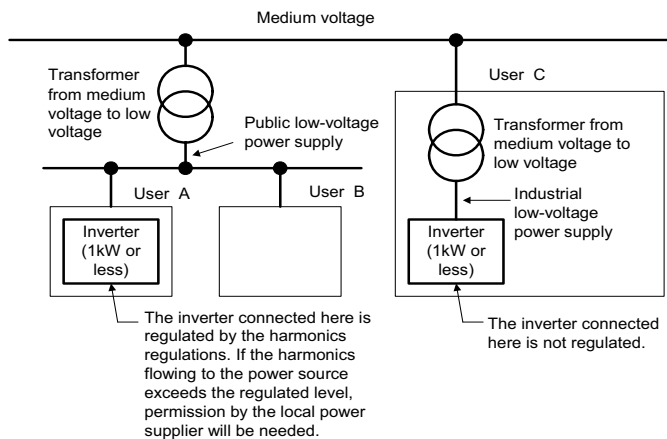 Medium voltage
Transformer
from medium
voltage to low
voltage
Public low-voltage
power supply
User A
User B
Inverter
(1kW or
less)
The inverter connected here is
regulated by the harmonics
regulations. If the harmonics
flowing to the power source
exceeds the regulated level,
permission by the local power
supplier will be needed.
User C
Transformer from
medium voltage to
low voltage
Industrial
low-voltage
power supply
Inverter
(1kW or
less)
The inverter connected
here is not regulated.